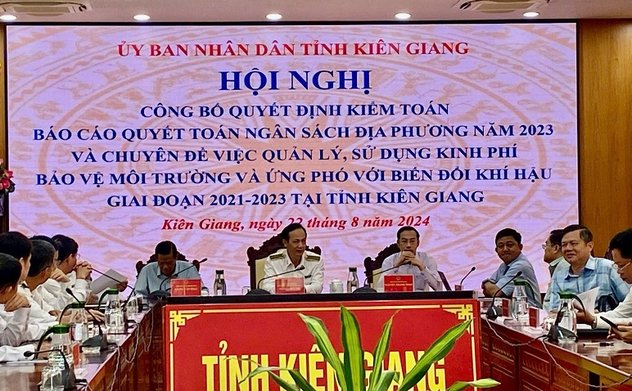 ỦY BAN NHÂN DÂN TỈNH KIÊN GIANG
HỘI NGHỊ
CÔNG BỐ QUYẾT ĐỊNH KIỂM TOÁN
BÁO CÁO QUYẾT TOÁN NGÂN SÁCH ĐỊA PHƯƠNG NĂM 2023
VÀ CHUYÊN ĐỀ VIỆC QUẢN LÝ, SỬ DỤNG KINH PHÍ
BẢO VỆ MÔI TRƯỜNG VÀ ỨNG PHÓ VỚI BIẾN ĐỔI KHÍ HẬU
GIAI ĐOẠN 2021-2023 TẠI TỈNH KIÊN GIANG
Kiên Giang, ngày 22 tháng 8 năm 2024
TỈNH KIÊN GIANG